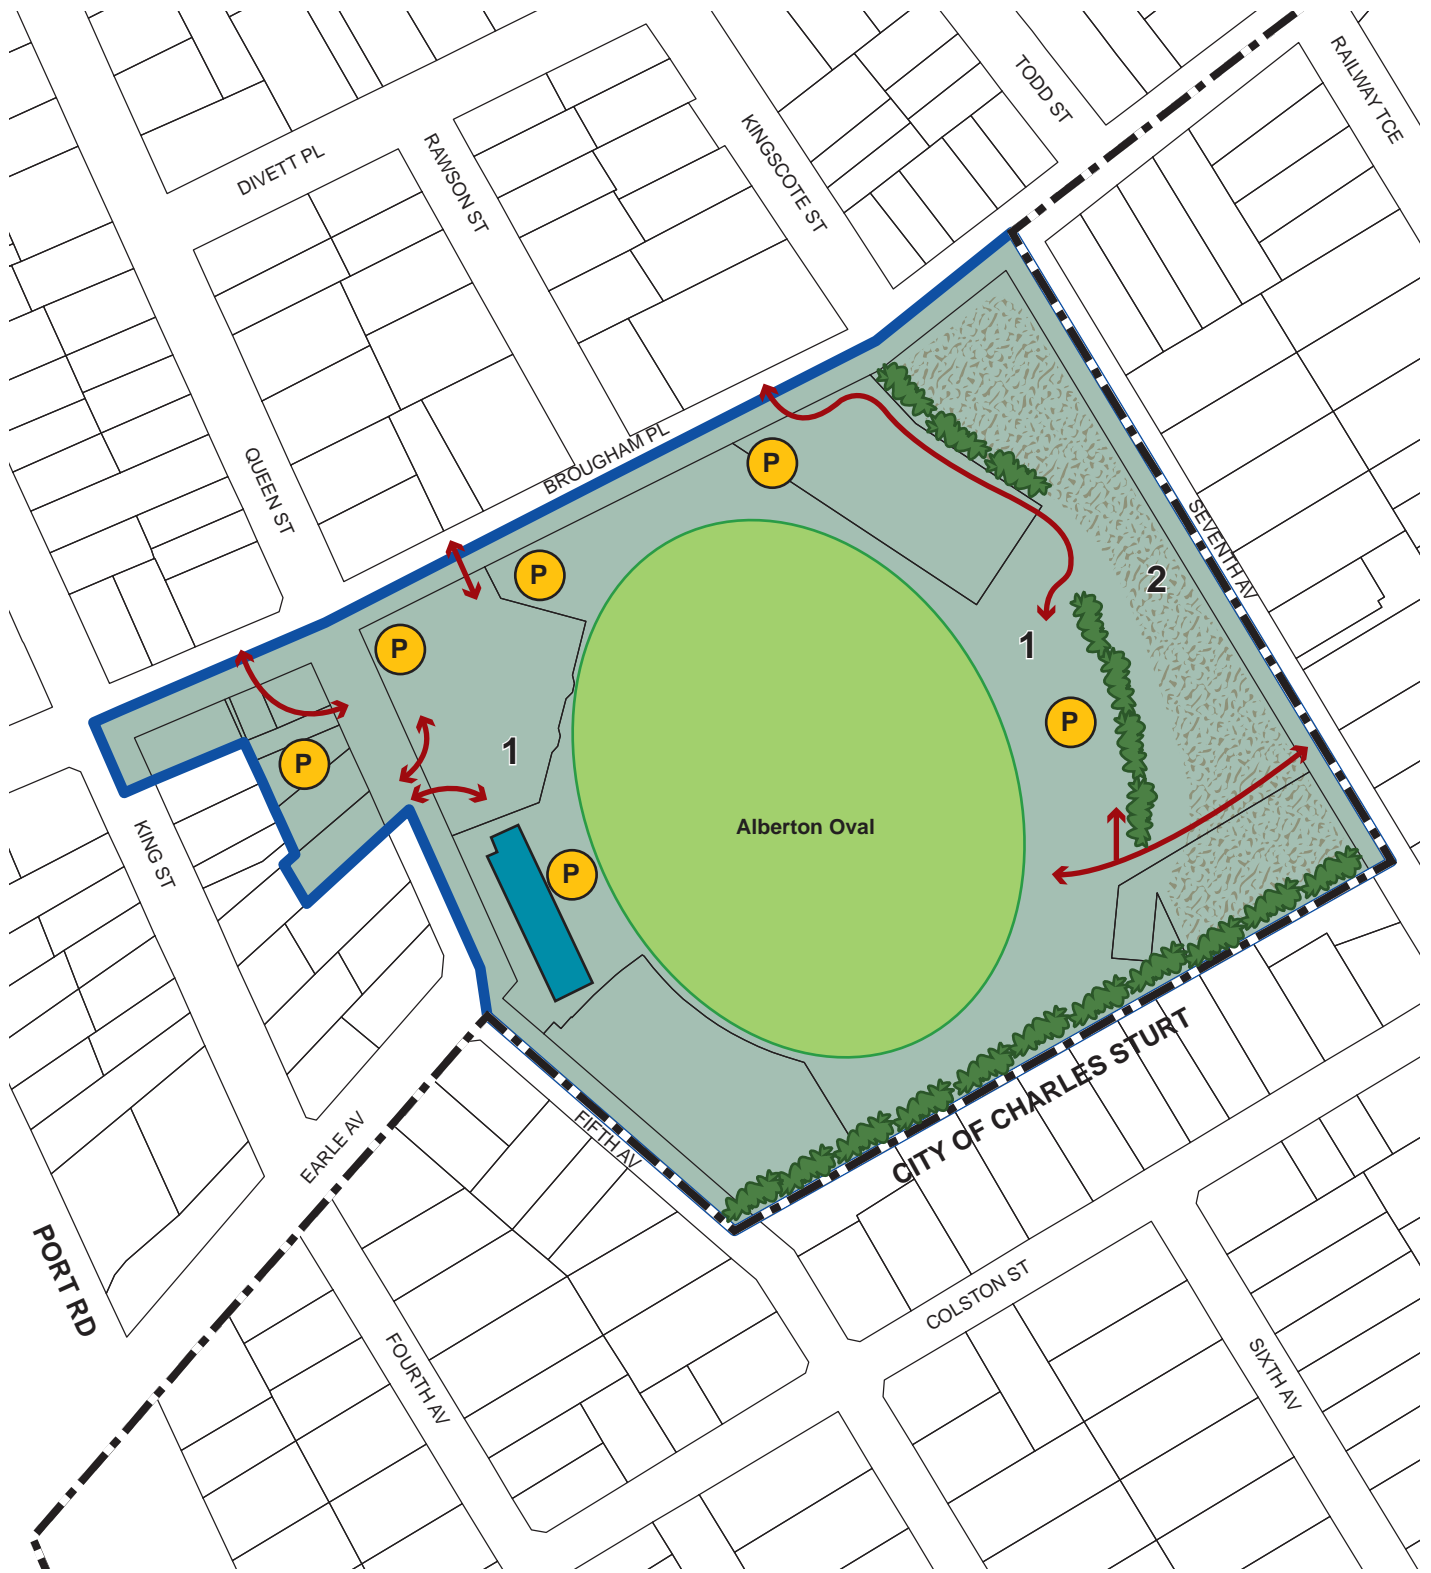 RAILWAY TCE
TODD ST
KINGSCOTE ST
RAWSON ST
DIVETT PL
BROUGHAM PL
QUEEN ST
P
P
P
SEVENTH AV
2
1
P
1
P
Alberton Oval
KING ST
P
CITY OF CHARLES STURT
FIFTH AV
EARLE AV
PORT RD
COLSTON ST
FOURTH AV
SIXTH AV